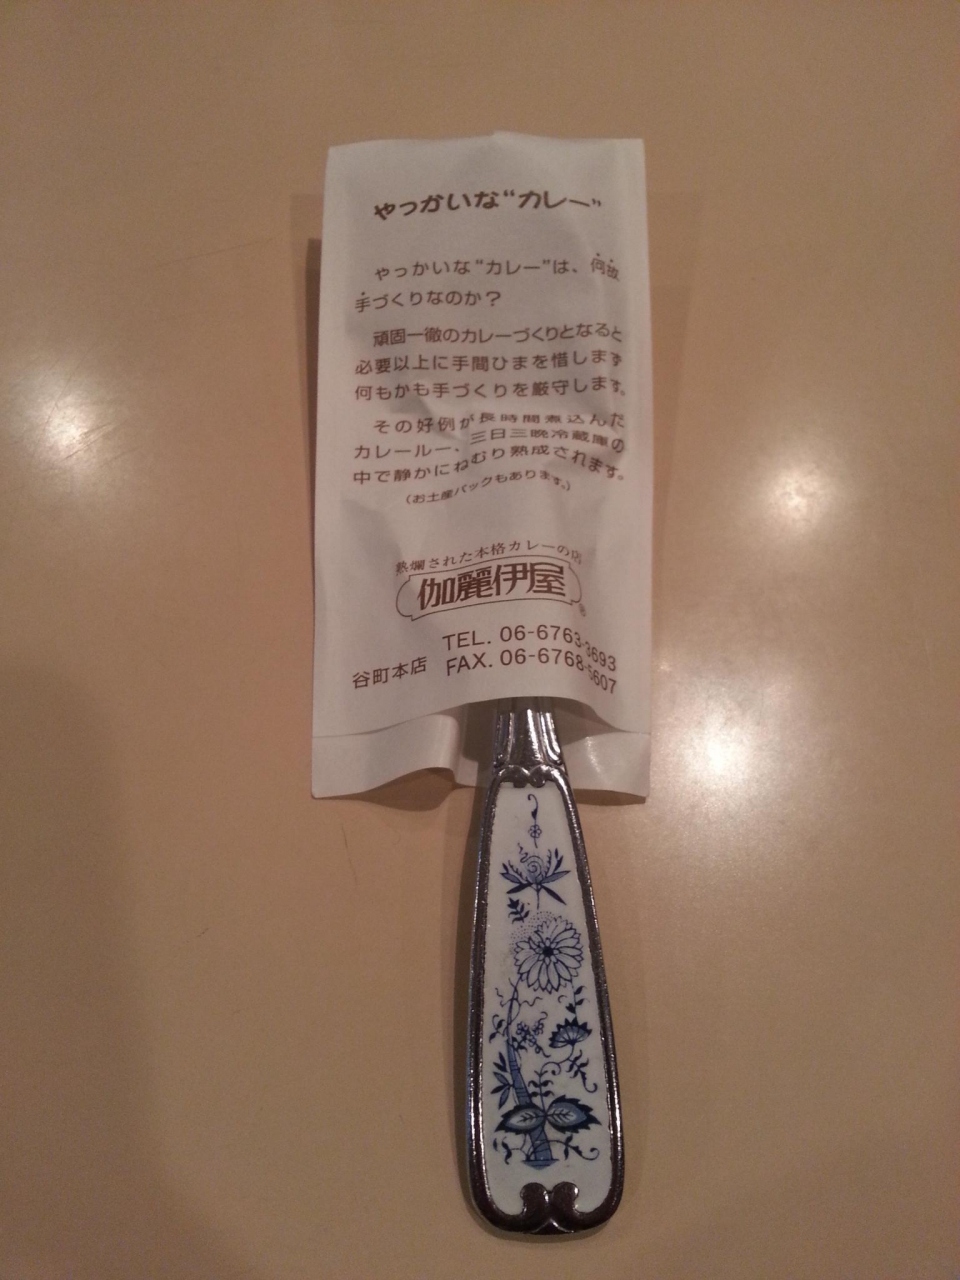 やっかいな“カレー”
やっかいな“カレー”は、何故
手づくりなのか？
頑固一徹のカレーづくりとなると
必要以上に手間ひまを惜しまず
何もかも手づくりを厳守します。
その好例が長時間煮込んだ
カレールー、三日三晩冷蔵庫の
中で静かにねむり熟成されます。
（お土産パックもあります。）
熟爛された本格カレーの店
伽麗伊屋®
谷町本店 TEL. 06-6763-3693
FAX. 06-6768-5607